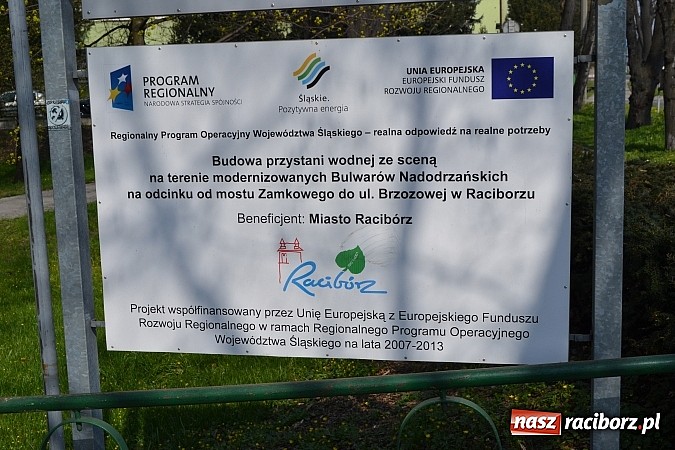 PROGRAM
REGIONALNY
NARODOWA STRATEGIA SPÓJNOŚCI
Śląskie.
Pozytywna energia
UNIA EUROPEJSKA
EUROPEJSKI FUNDUSZ
ROZWOJU REGIONALNEGO
Regionalny Program Operacyjny Województwa Śląskiego – realna odpowiedź na realne potrzeby
Budowa przystani wodnej ze sceną
na terenie modernizowanych Bulwarów Nadodrzańskich
na odcinku od mostu Zamkowego do ul. Brzozowej w Raciborzu
Beneficjent: Miasto Racibórz
Racibórz
Projekt współfinansowany przez Unię Europejską z Europejskiego Funduszu
Rozwoju Regionalnego w ramach Regionalnego Programu Operacyjnego
Województwa Śląskiego na lata 2007-2013
nasz raciborz.pl